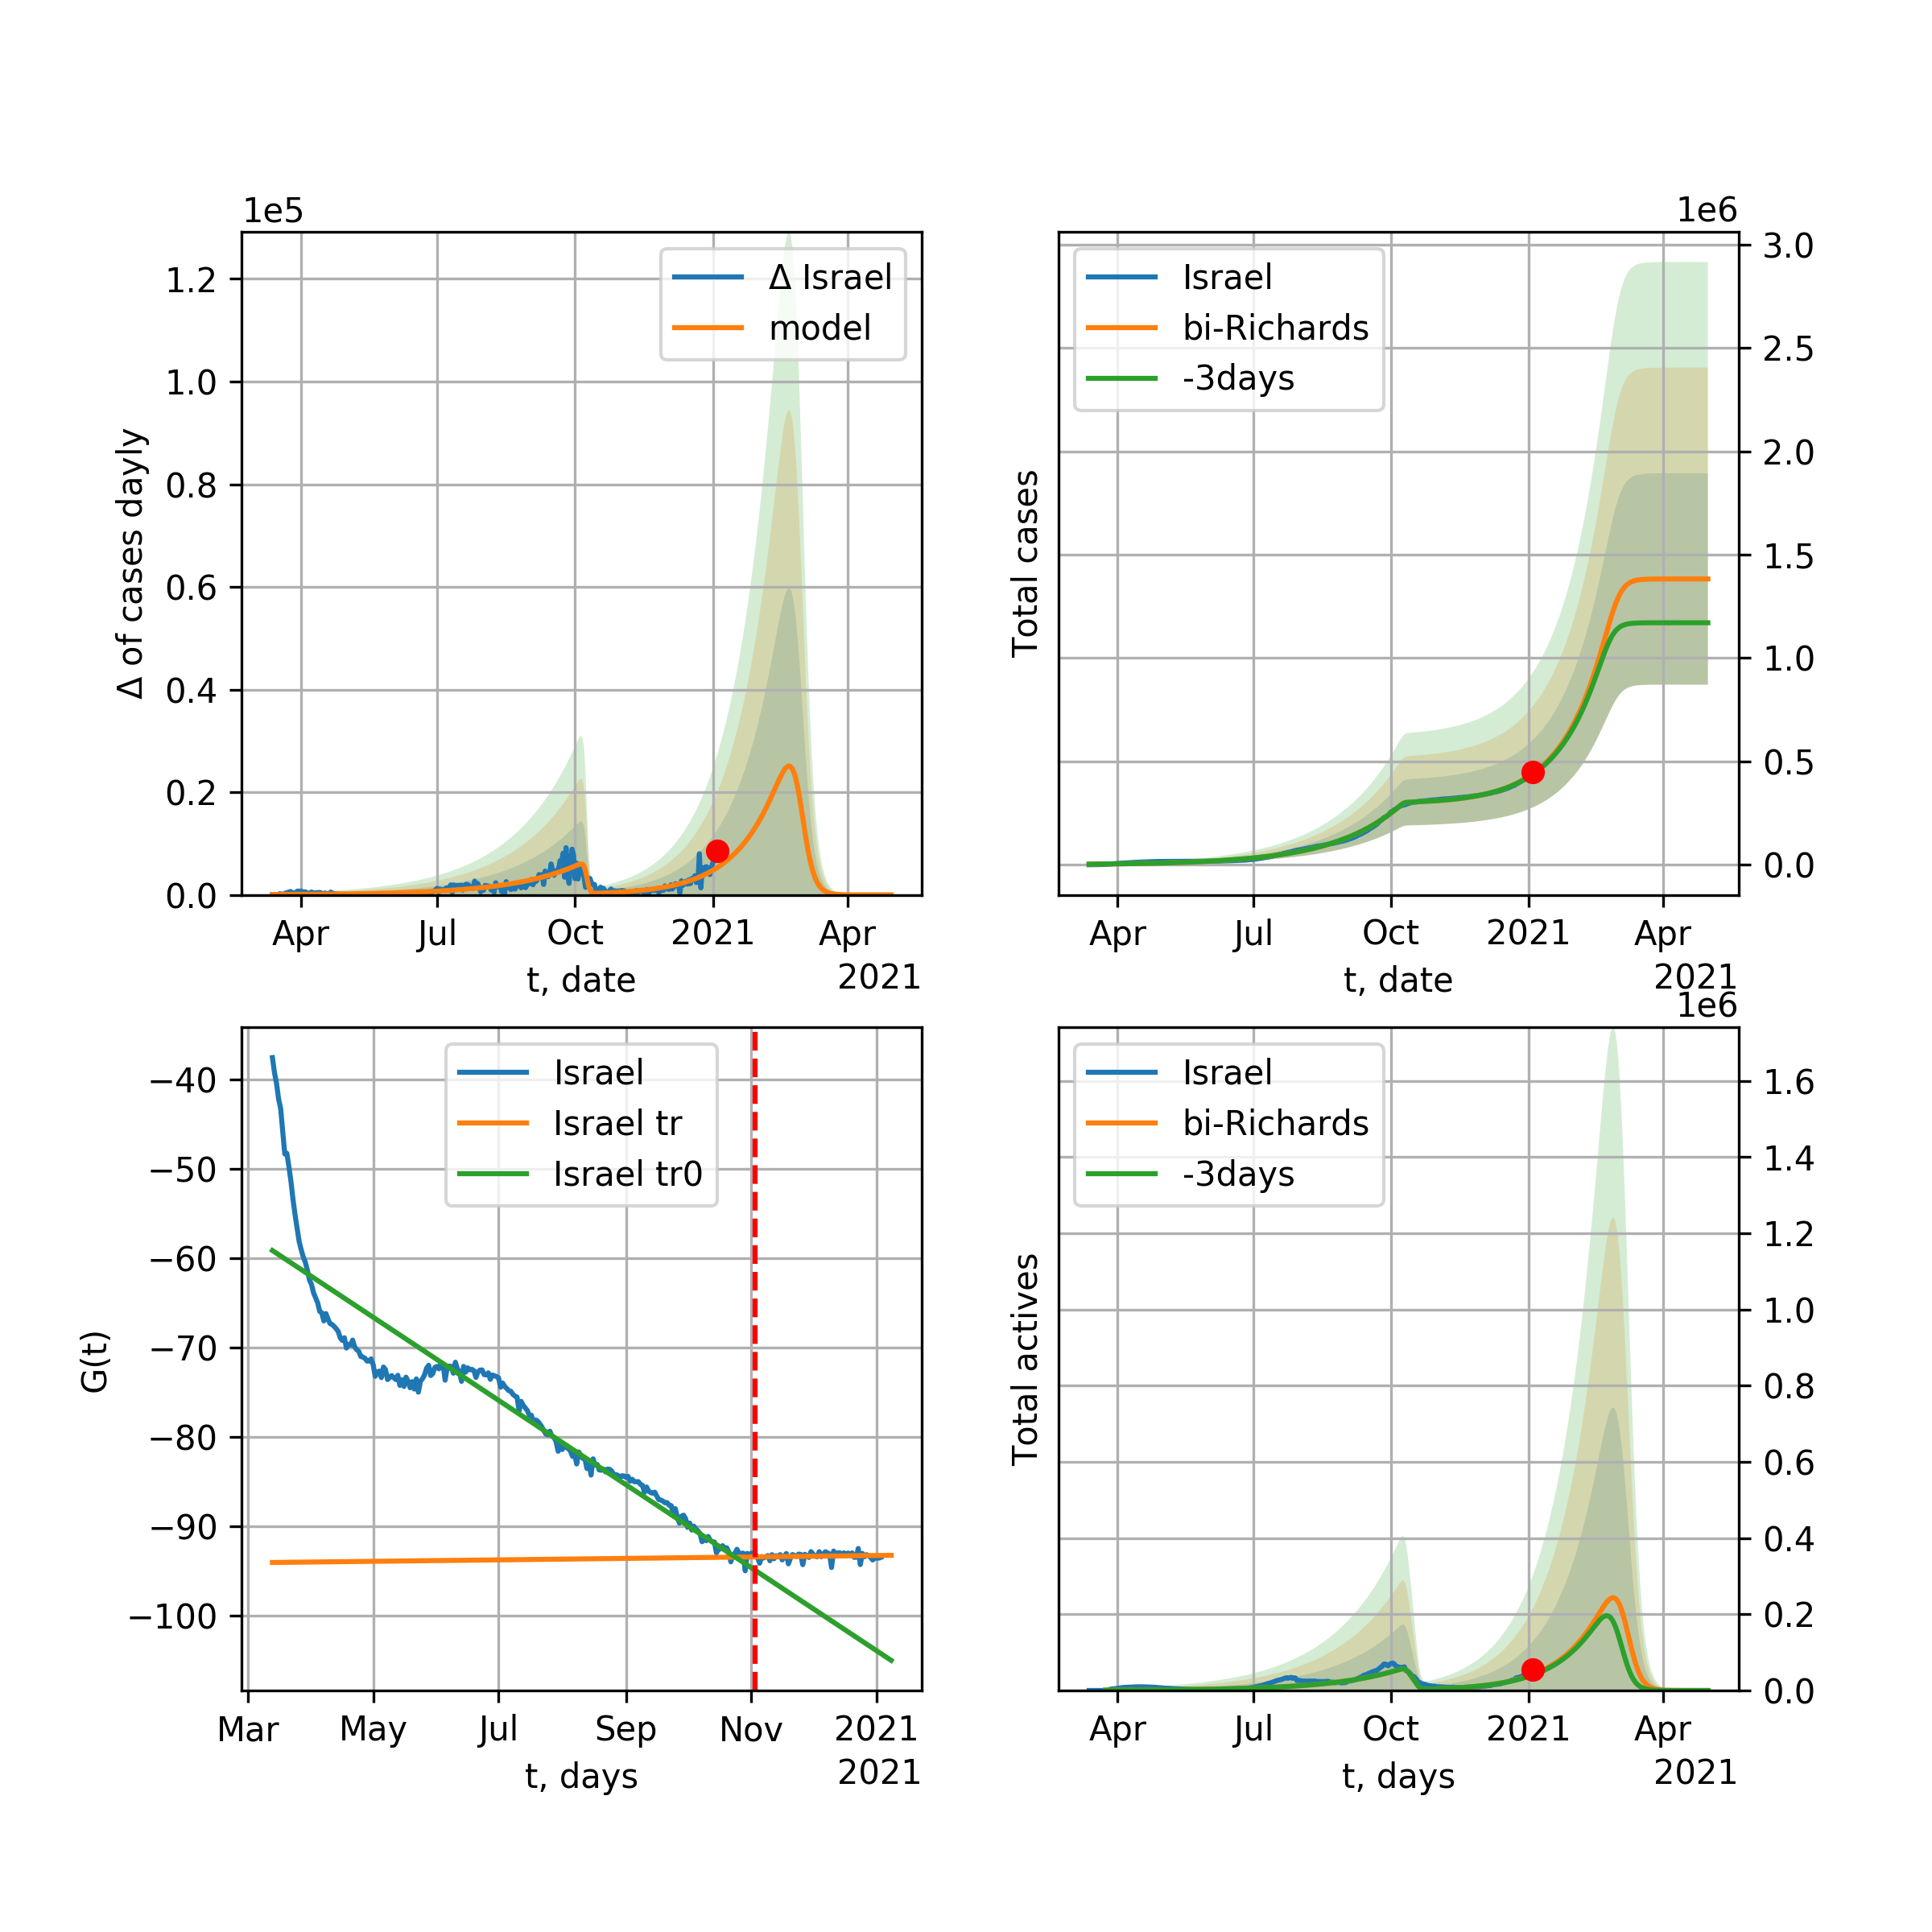 1e5
Δ of cases dayly
1.2
1.0
0.8
0.6
0.4
0.2
0.0
Δ Israel
model
Apr
Jul
Oct
2021
Apr
t, date
2021
1e6
Total cases
Israel
bi-Richards
-3days
3.0
2.5
2.0
1.5
1.0
0.5
0.0
Apr
Jul
Oct
2021
Apr
t, date
2021
G(t)
−40
−50
−60
−70
−80
−90
−100
Israel
Israel tr
Israel tr0
Mar
May
Jul
Sep
Nov
2021
t, days
2021
1e6
Total actives
Israel
bi-Richards
-3days
1.6
1.4
1.2
1.0
0.8
0.6
0.4
0.2
0.0
Apr
Jul
Oct
2021
Apr
t, days
2021